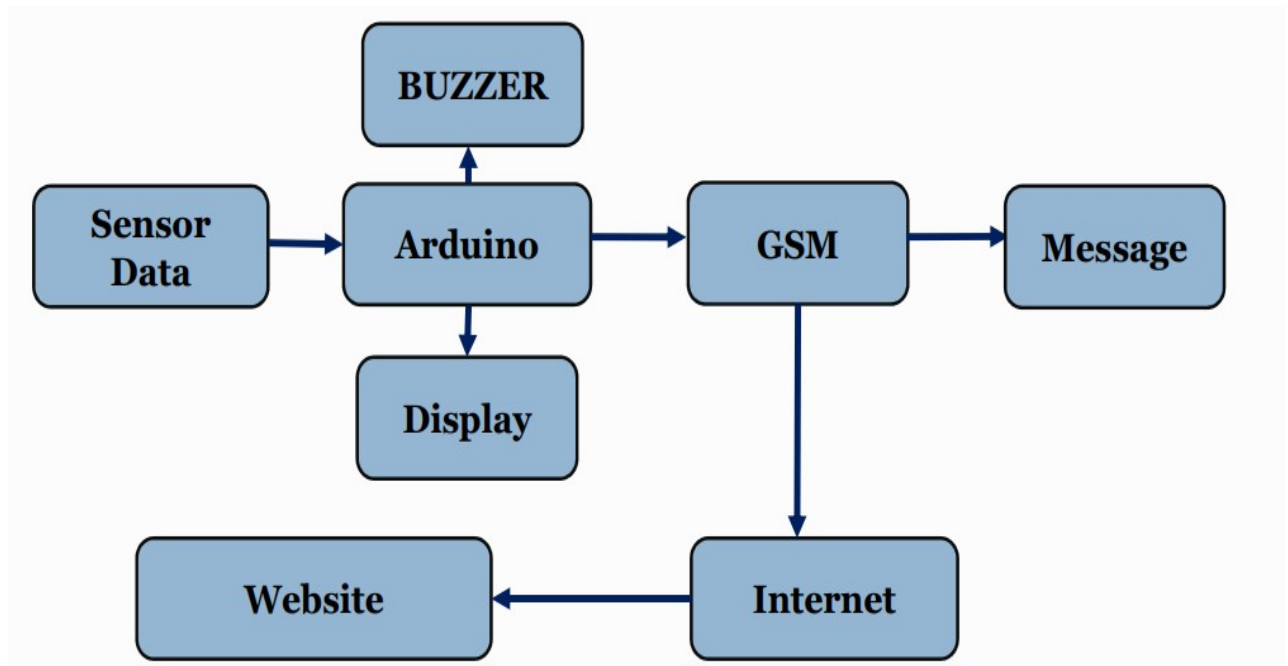 BUZZER
Sensor
Data
Arduino
GSM
Message
Display
Website
Internet